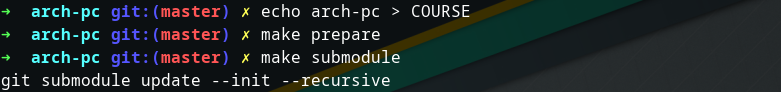 ➜  arch-pc git:(master) ✗ echo arch-pc > COURSE
➜  arch-pc git:(master) ✗ make prepare
➜  arch-pc git:(master) ✗ make submodule
git submodule update --init --recursive